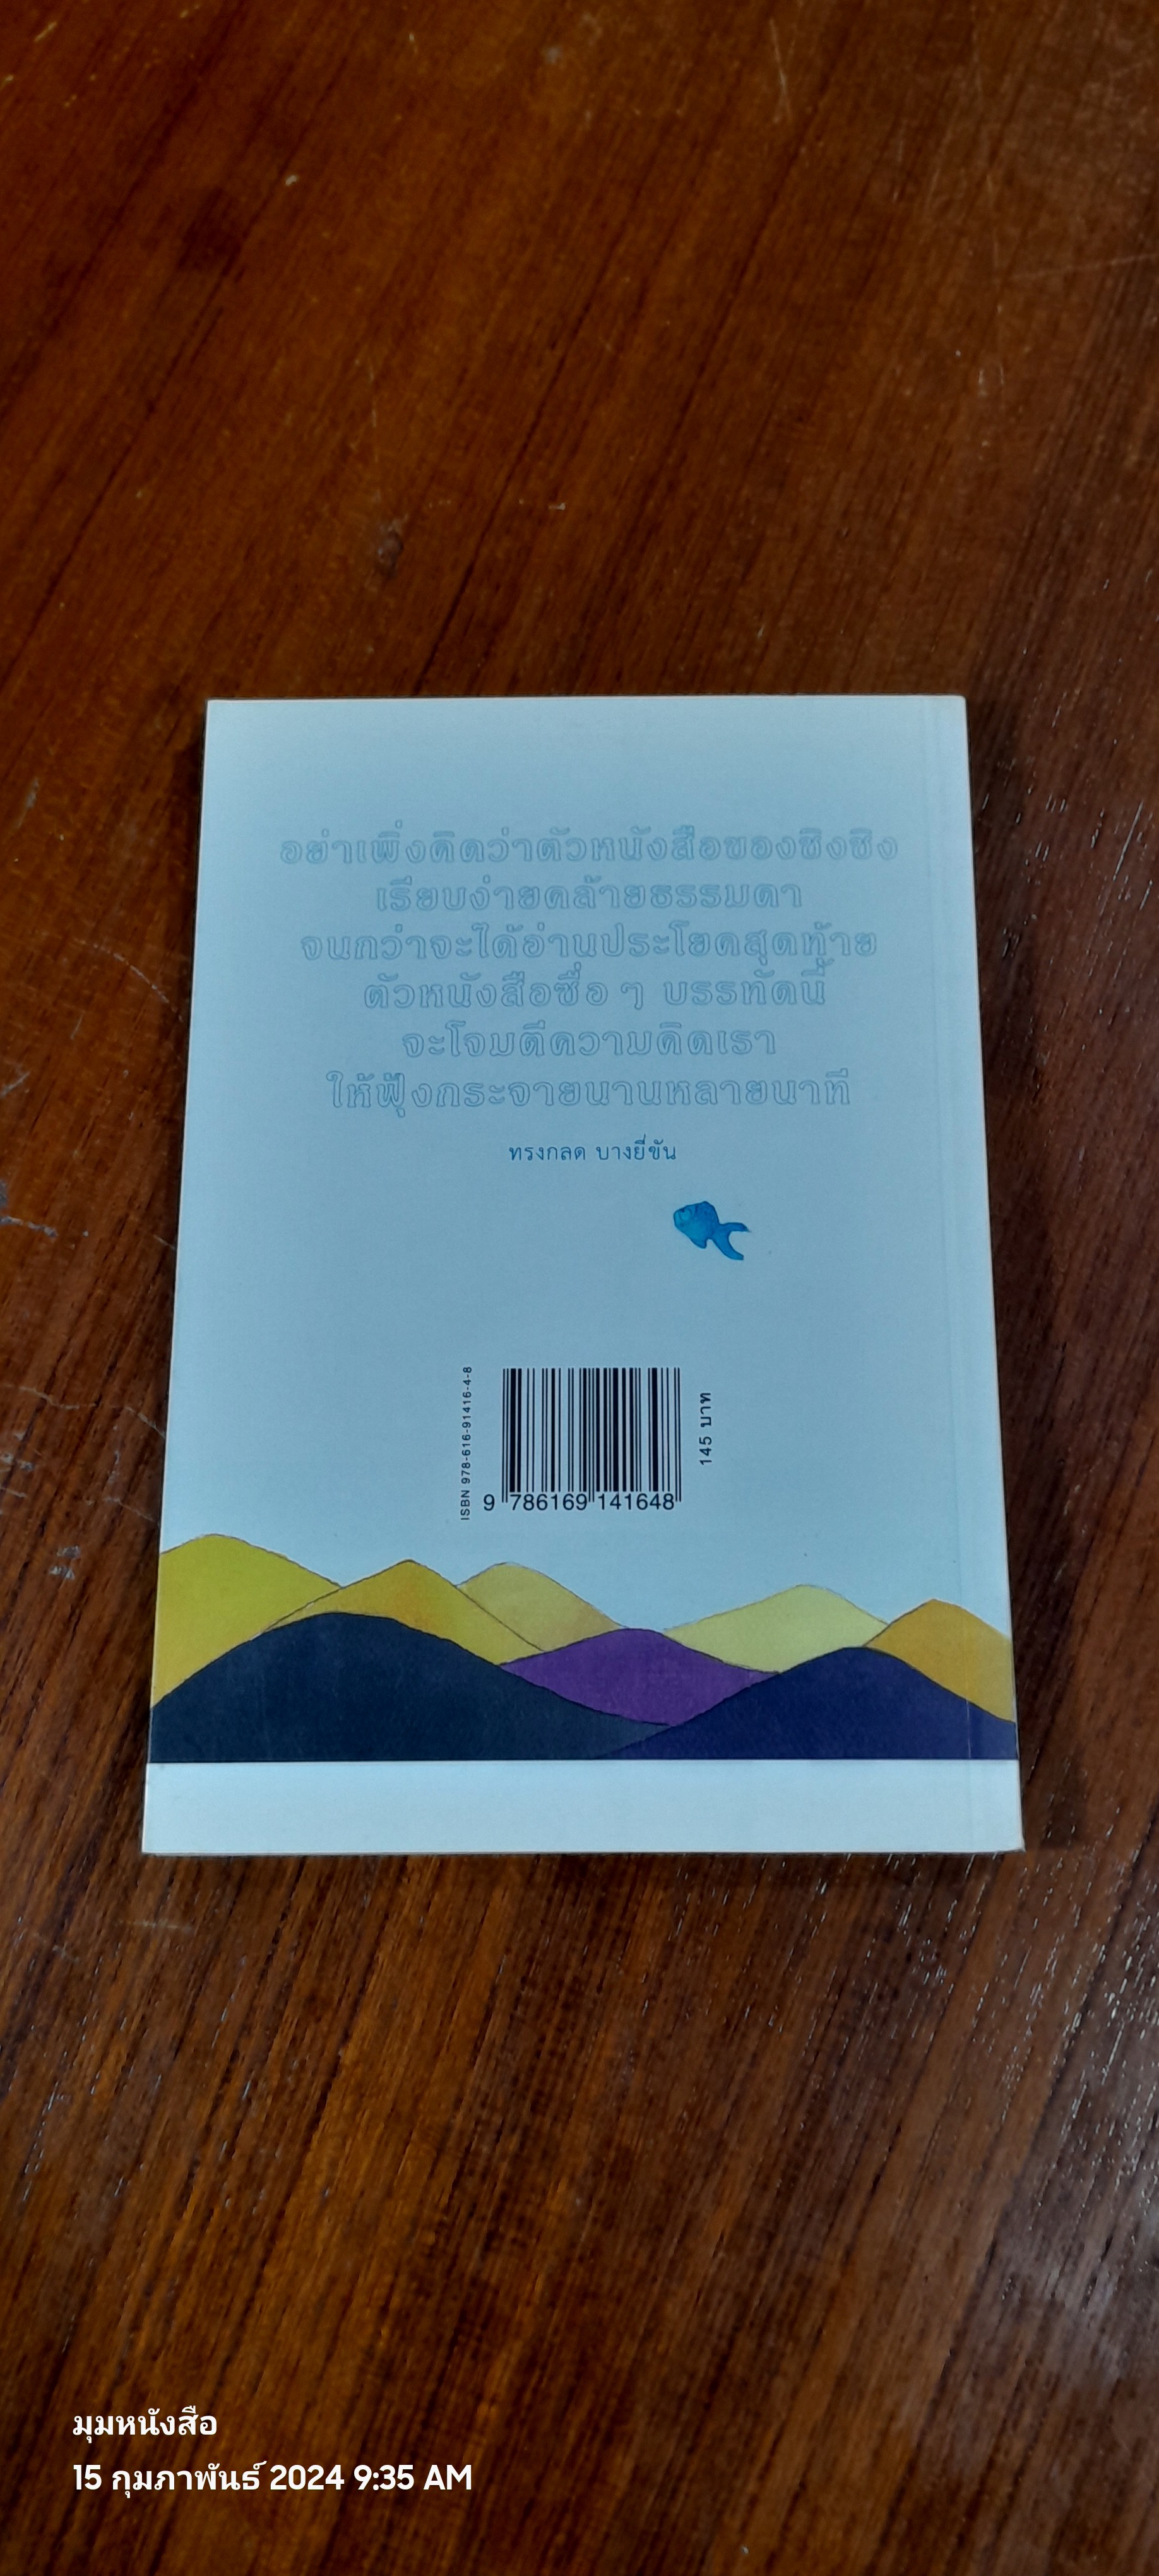 อย่าเพิ่งคิดว่าตัวหนังสือของชิงชิง
เรียบง่ายคล้ายธรรมดา
จนกว่าจะได้อ่านประโยคสุดท้าย
ตัวหนังสือซื่อ ๆ บรรทัดนี้
จะโจมตีความคิดเรา
ให้ฟุ้งกระจายนานหลายนาที
ทรงกลด บางยี่ขัน
ISBN 978-616-91416-4-8
9 786169 141648
145 บาท
มุมหนังสือ
15 กุมภาพันธ์ 2024 9:35 AM